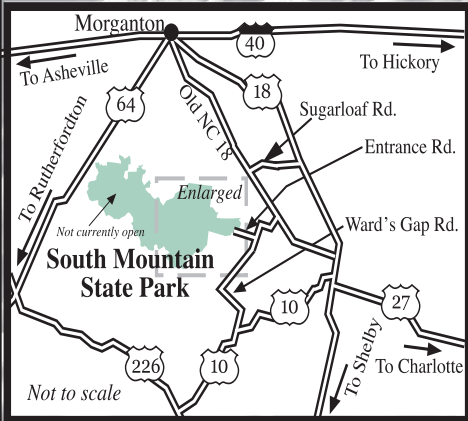 Morganton
40
To Asheville
To Hickory
64
18
Old NC 18
Sugarloaf Rd.
To Rutherfordton
Entrance Rd.
Enlarged
Not currently open
Ward's Gap Rd.
South Mountain
State Park
10
27
226
10
To Shelby
To Charlotte
Not to scale